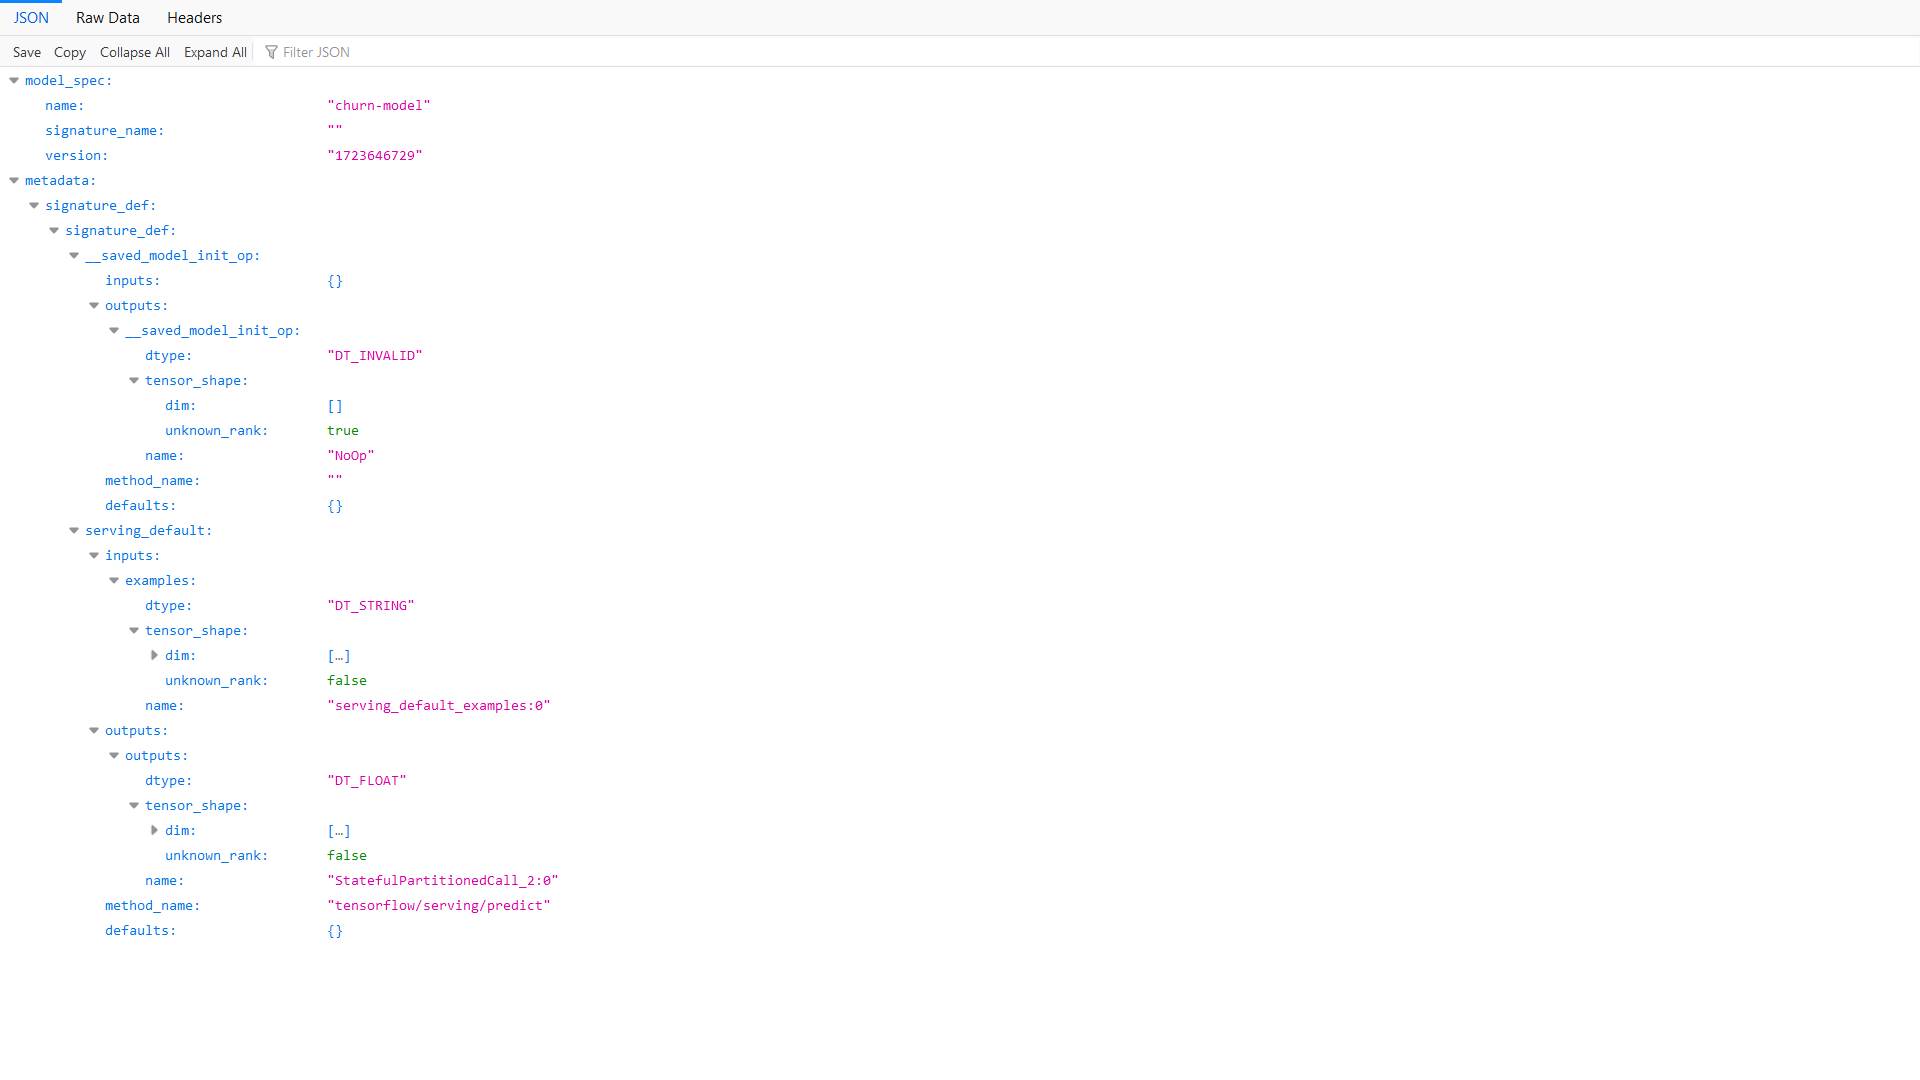 JSON Raw Data Headers
Save Copy Collapse All Expand All Filter JSON
model_spec:
name: "churn-model"
signature_name: ""
version: "1723646729"
metadata:
signature_def:
signature_def:
__saved_model_init_op:
inputs: {}
outputs:
__saved_model_init_op:
dtype: "DT_INVALID"
tensor_shape:
dim: []
unknown_rank: true
name: "NoOp"
method_name: ""
defaults: {}
serving_default:
inputs:
examples:
dtype: "DT_STRING"
tensor_shape:
dim: […]
unknown_rank: false
name: "serving_default_examples:0"
outputs:
outputs:
dtype: "DT_FLOAT"
tensor_shape:
dim: […]
unknown_rank: false
name: "StatefulPartitionedCall_2:0"
method_name: "tensorflow/serving/predict"
defaults: {}